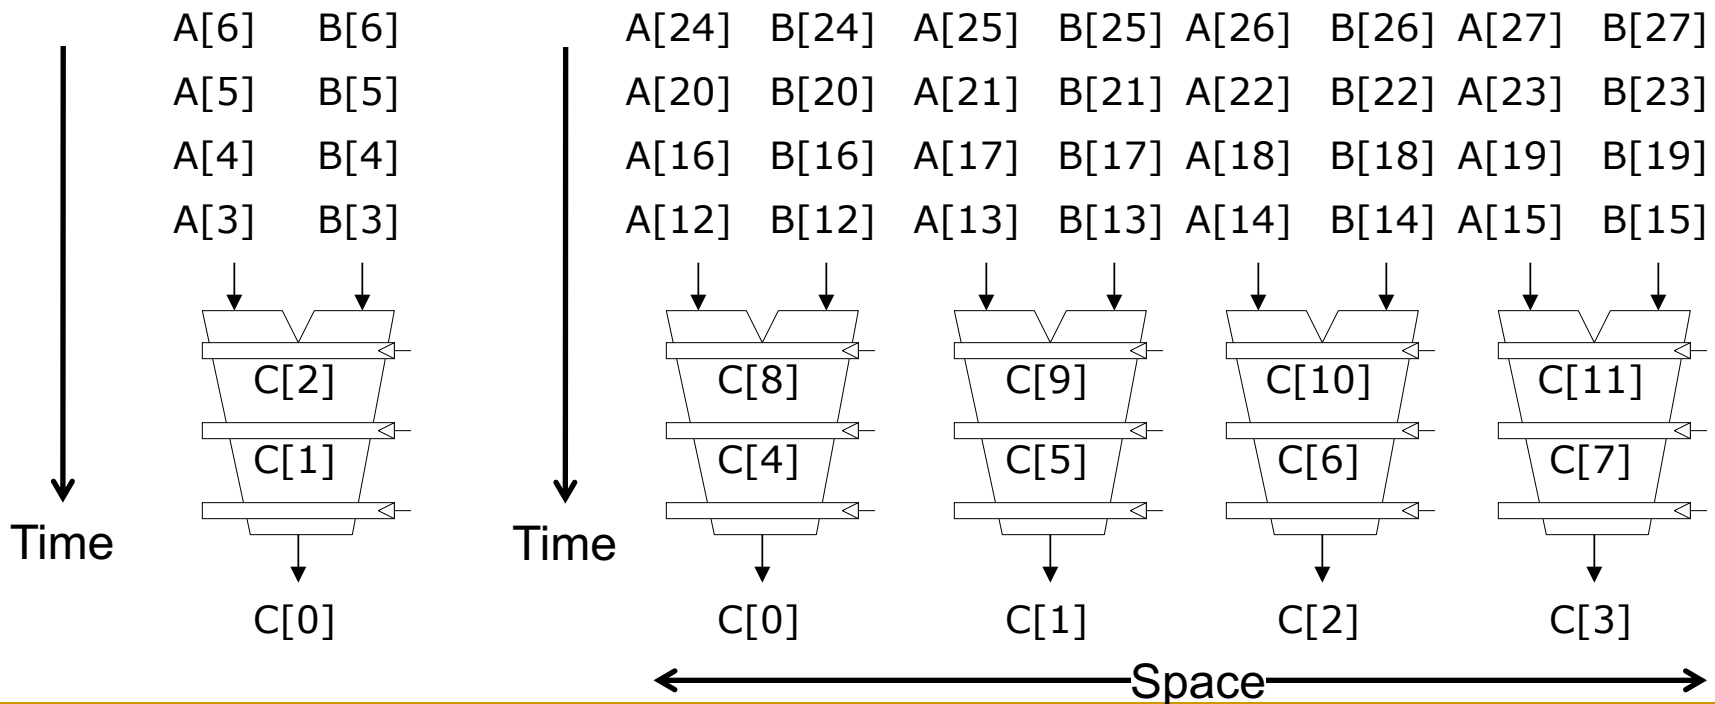 A[6] B[6] A[24] B[24] A[25] B[25] A[26] B[26] A[27] B[27]
A[5] B[5] A[20] B[20] A[21] B[21] A[22] B[22] A[23] B[23]
A[4] B[4] A[16] B[16] A[17] B[17] A[18] B[18] A[19] B[19]
A[3] B[3] A[12] B[12] A[13] B[13] A[14] B[14] A[15] B[15]
C[2] C[8] C[9] C[10] C[11]
C[1] C[4] C[5] C[6] C[7]
Time Time
C[0] C[0] C[1] C[2] C[3]
Space